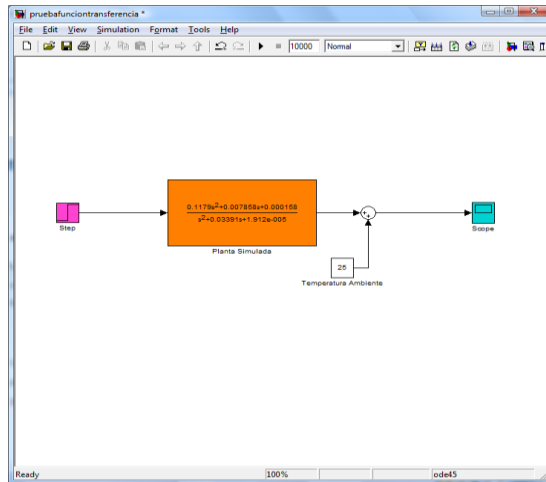 pruebafunciontransferencia *
File Edit View Simulation Format Tools Help
10000 Normal
0.1179s²+0.007858s+0.000158
s²+0.03391s+1.912e-005
Step
Planta Simulada
Scope
25
Temperatura Ambiente
Ready 100% ode45